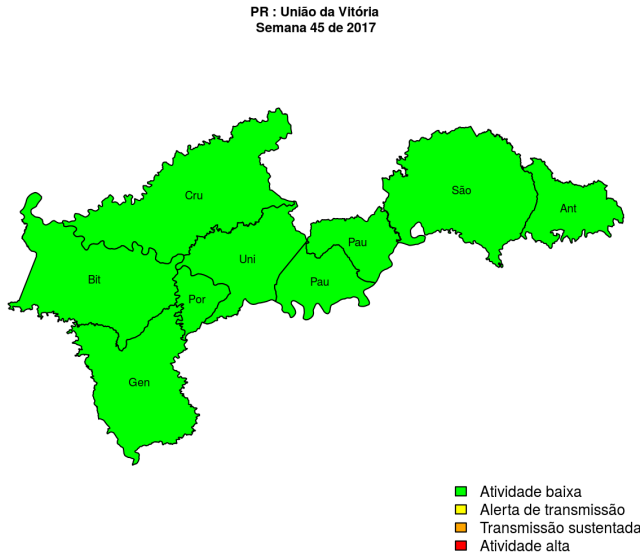 PR : União da Vitória
Semana 45 de 2017
Cru
São
Ant
Pau
Uni
Bit
Pau
Por
Gen
Atividade baixa
Alerta de transmissão
Transmissão sustentada
Atividade alta